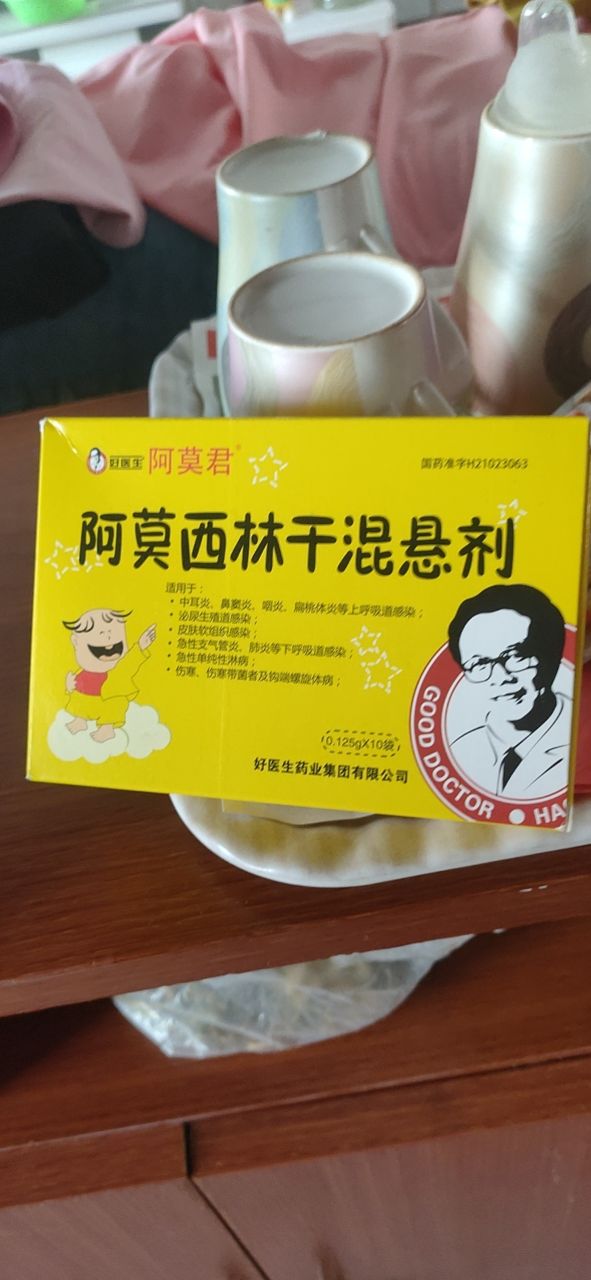 好医生 阿莫君®
国药准字H21023063
阿莫西林干混悬剂
适用于：
• 中耳炎、鼻窦炎、咽炎、扁桃体炎等上呼吸道感染；
• 泌尿生殖道感染；
• 皮肤软组织感染；
• 急性支气管炎、肺炎等下呼吸道感染；
• 急性单纯性淋病；
• 伤寒、伤寒带菌者及钩端螺旋体病；
0.125gX10袋
好医生药业集团有限公司
GOOD DOCTOR ● HA